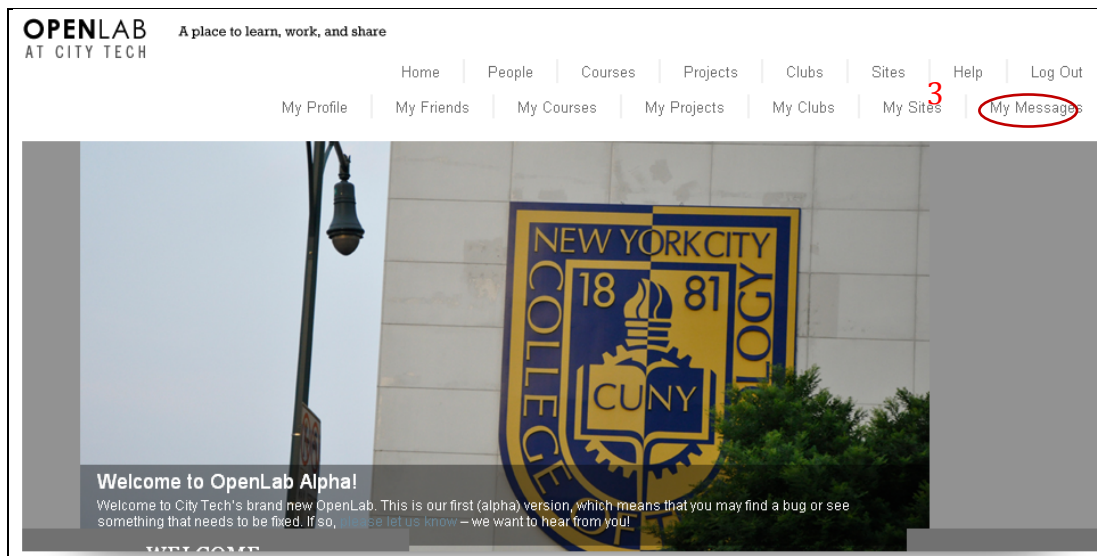 OPENLAB
AT CITY TECH
A place to learn, work, and share
Home People Courses Projects Clubs Sites Help Log Out
3
My Profile My Friends My Courses My Projects My Clubs My Sites My Messages
NEW YORK CITY
COLLEGE OF TECHNOLOGY
18 81
CUNY
Welcome to OpenLab Alpha!
Welcome to City Tech's brand new OpenLab. This is our first (alpha) version, which means that you may find a bug or see
something that needs to be fixed. If so, please let us know – we want to hear from you!
WELCOME